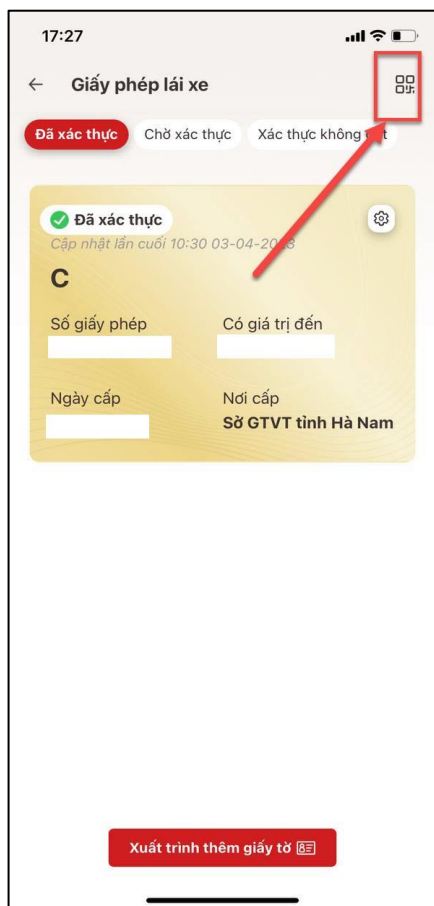 17:27
Giấy phép lái xe
Đã xác thực Chờ xác thực Xác thực không
Đã xác thực
Cập nhật lần cuối 10:30 03-04-2023
C
Số giấy phép Có giá trị đến
Ngày cấp Nơi cấp
Sở GTVT tỉnh Hà Nam
Xuất trình thêm giấy tờ